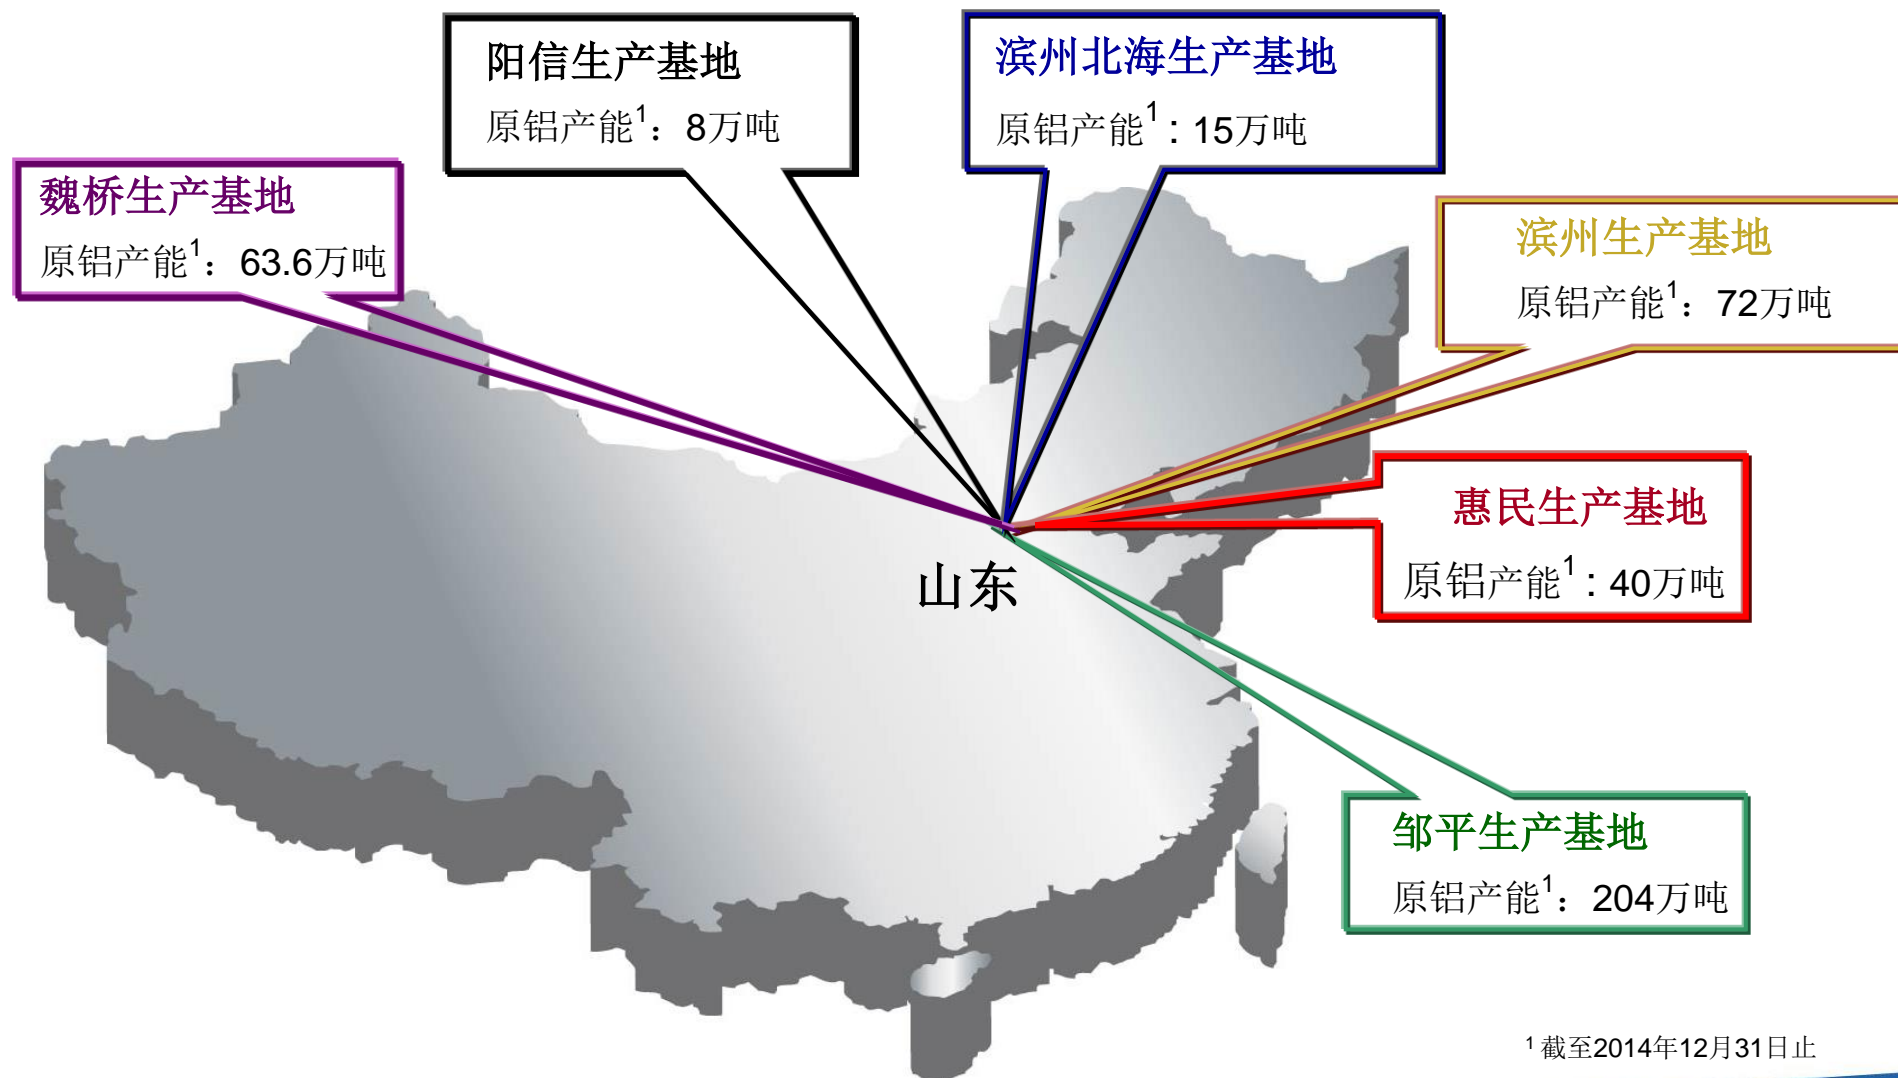 阳信生产基地
原铝产能¹：8万吨
滨州北海生产基地
原铝产能¹：15万吨
魏桥生产基地
原铝产能¹：63.6万吨
滨州生产基地
原铝产能¹：72万吨
惠民生产基地
原铝产能¹：40万吨
山东
邹平生产基地
原铝产能¹：204万吨
¹ 截至2014年12月31日止